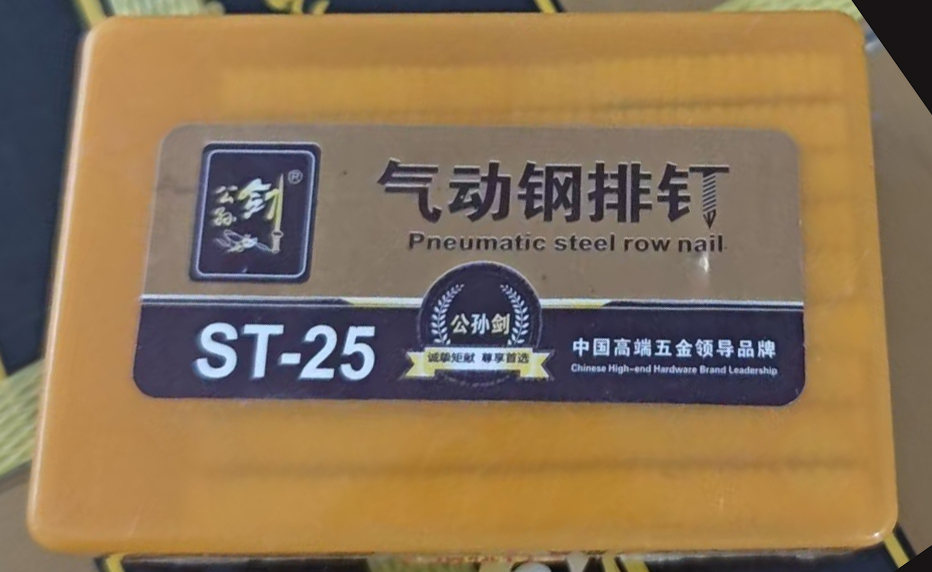 公孙剑®
气动钢排钉
Pneumatic steel row nail
ST-25
公孙剑
诚挚矩献 尊享首选
中国高端五金领导品牌
Chinese High-end Hardware Brand Leadership